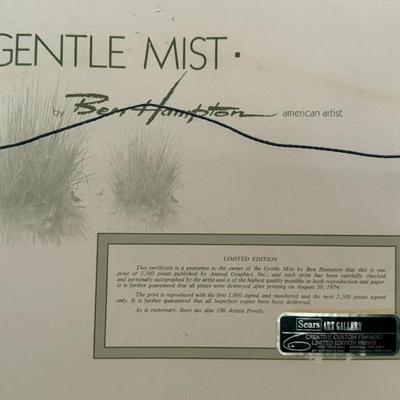 GENTLE MIST.
by Ben Hampton american artist
LIMITED EDITION
This certificate is a guarantee to the owner of the Gentle Mist by Ben Hampton that this is one
print of 3,500 prints published by Amiend Graphics, Inc., and each print has been carefully checked
and personally autographed by the artist and is of the highest quality possible in both reproduction and paper.
It is further guaranteed that all plates were destroyed after printing on August 20, 1974.
The print is reproduced with the first 1,000 signed and numbered and the next 2,500 prints signed
only. It is further guaranteed that all imperfect copies have been destroyed.
As is customary, there are also 100 Artists Proofs.
Sears ART GALLERY
CREATIVE CUSTOM FRAMING
LIMITED EDITION PRINTS